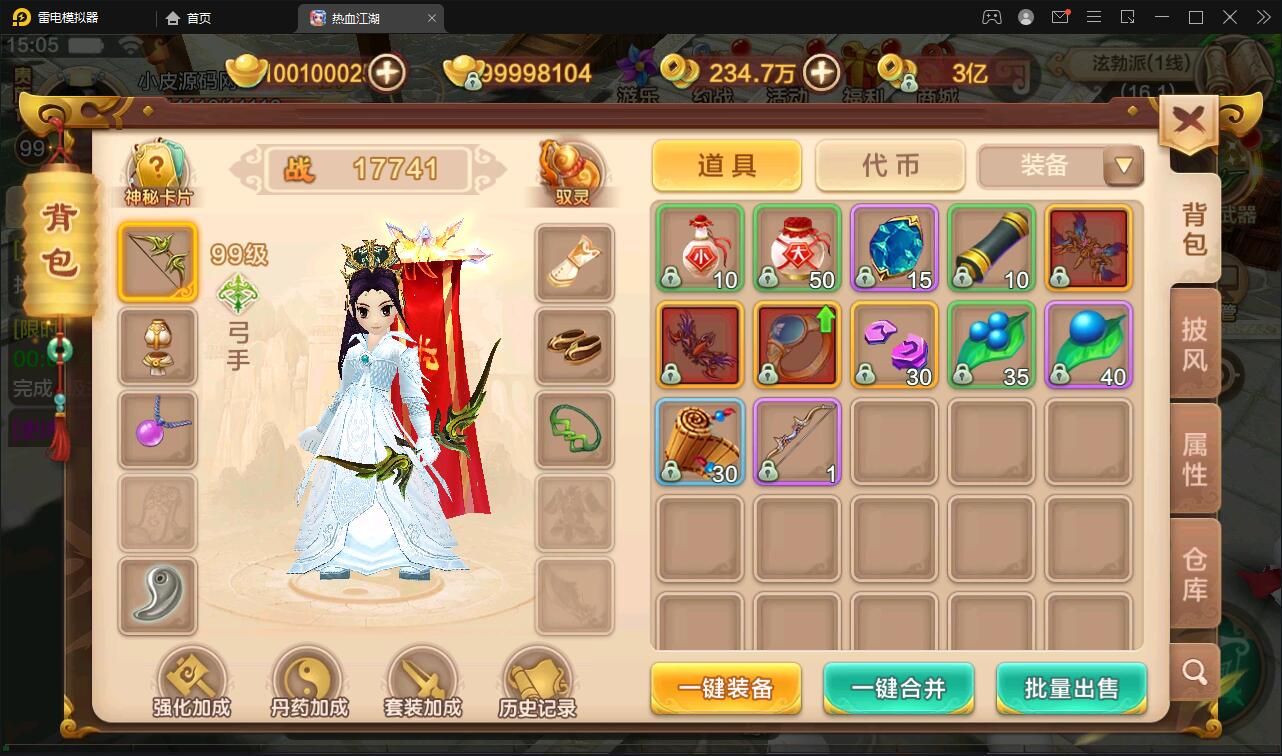 雷电模拟器
首页
热血江湖
15:05
小皮源码网
99998104
234.7万
3亿
游乐
约战
活动
福利
商城
泫勃派(1线)
99
背包
神秘卡片
战 17741
驭灵
99级
弓手
道具
代币
装备
小
10
大
50
15
10
30
35
40
30
1
背包
披风
属性
仓库
完成
强化加成
丹药加成
套装加成
历史记录
一键装备
一键合并
批量出售